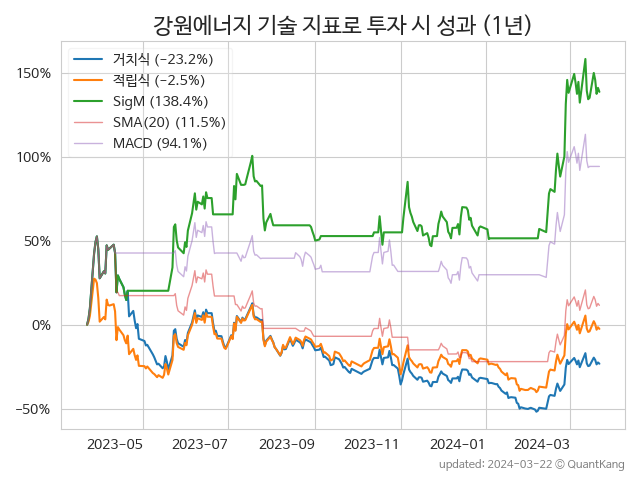 강원에너지 기술 지표로 투자 시 성과 (1년)
거치식 (−23.2%)
적립식 (−2.5%)
SigM (138.4%)
SMA(20) (11.5%)
MACD (94.1%)
150%
100%
50%
0%
−50%
2023-05
2023-07
2023-09
2023-11
2024-01
2024-03
updated: 2024-03-22 © QuantKang